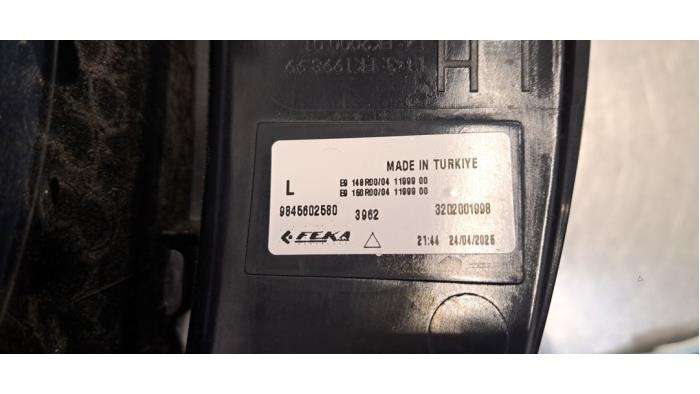 MADE IN TURKIYE
L
E9 148R00/04 11999 00
E9 150R00/04 11999 00
9845602580 3962 3202001998
FEKA 21:44 24/04/2025